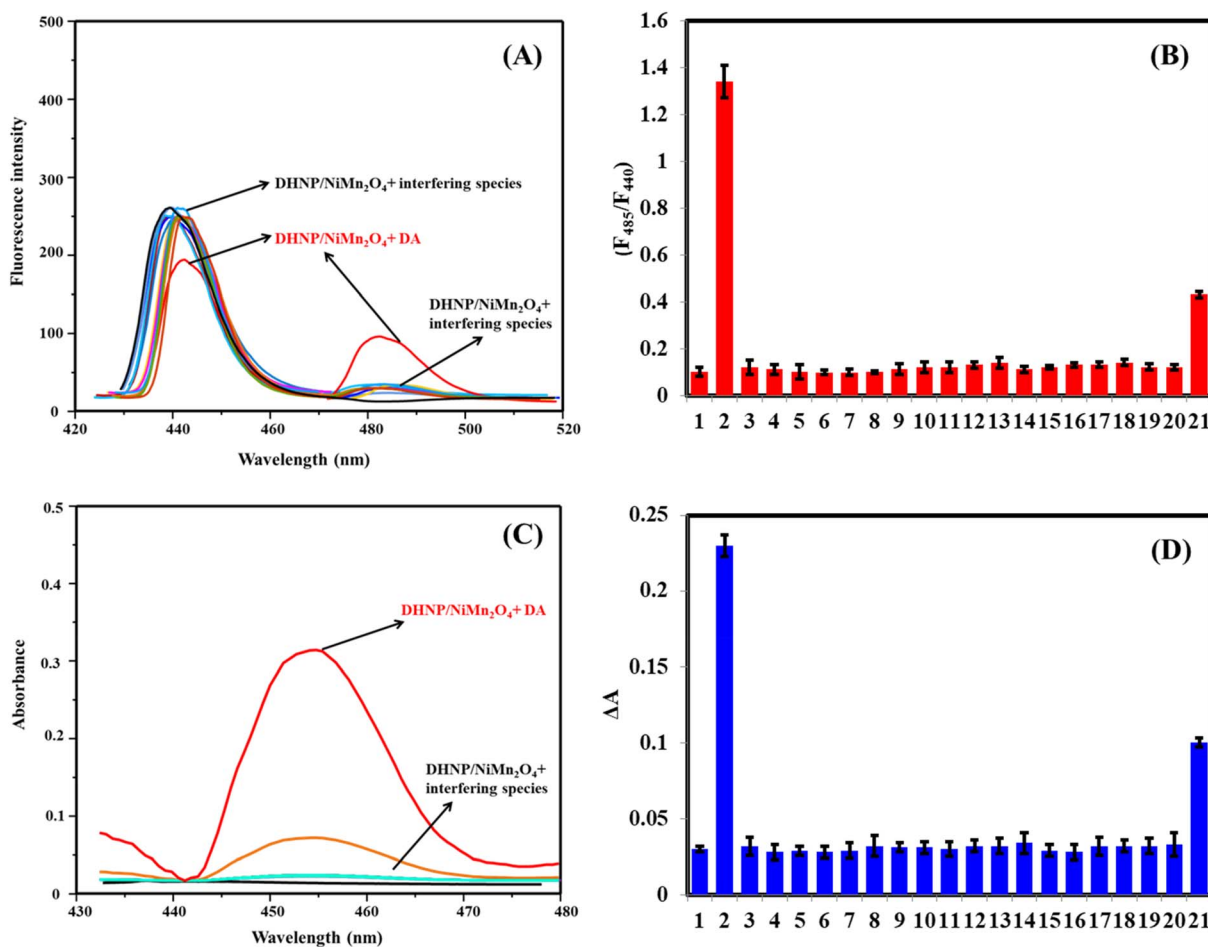 500
400
300
200
100
0
Fluorescence intensity
(A)
DHNP/NiMn₂O₄+ interfering species
DHNP/NiMn₂O₄+ DA
DHNP/NiMn₂O₄+
interfering species
420 440 460 480 500 520
Wavelength (nm)
1.6
1.4
1.2
1
0.8
0.6
0.4
0.2
0
(F₄₈₅/F₄₄₀)
(B)
1 2 3 4 5 6 7 8 9 10 11 12 13 14 15 16 17 18 19 20 21
0.5
0.4
0.3
0.2
0.1
0
Absorbance
(C)
DHNP/NiMn₂O₄+ DA
DHNP/NiMn₂O₄+
interfering species
430 440 450 460 470 480
Wavelength (nm)
0.25
0.2
0.15
0.1
0.05
0
ΔA
(D)
1 2 3 4 5 6 7 8 9 10 11 12 13 14 15 16 17 18 19 20 21